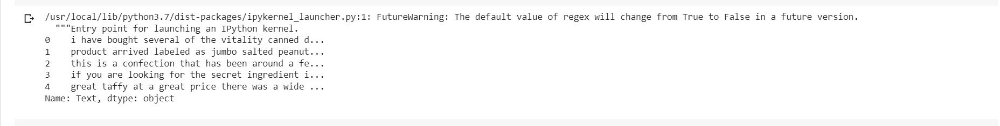 /usr/local/lib/python3.7/dist-packages/ipykernel_launcher.py:1: FutureWarning: The default value of regex will change from True to False in a future version.
"""Entry point for launching an IPython kernel.
0 i have bought several of the vitality canned d...
1 product arrived labeled as jumbo salted peanut...
2 this is a confection that has been around a fe...
3 if you are looking for the secret ingredient i...
4 great taffy at a great price there was a wide ...
Name: Text, dtype: object